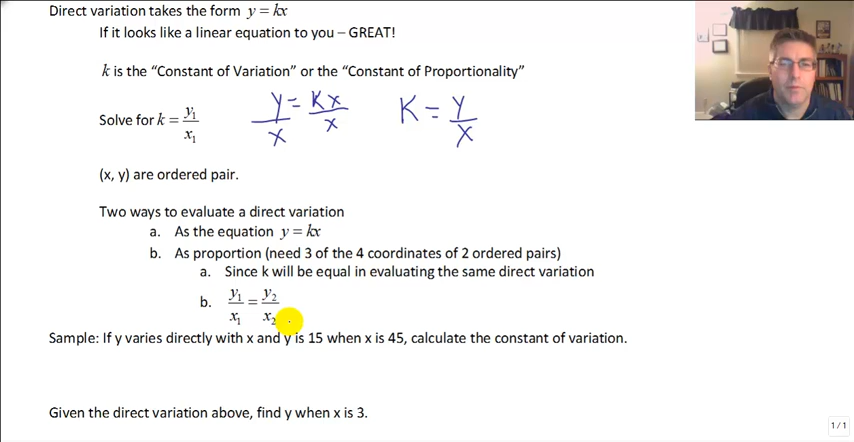 Direct variation takes the form y = kx
If it looks like a linear equation to you – GREAT!
k is the "Constant of Variation" or the "Constant of Proportionality"
Solve for k = y₁/x₁
y/x = Kx/x
K = y/x
(x, y) are ordered pair.
Two ways to evaluate a direct variation
a. As the equation y = kx
b. As proportion (need 3 of the 4 coordinates of 2 ordered pairs)
a. Since k will be equal in evaluating the same direct variation
b. y₁/x₁ = y₂/x₂
Sample: If y varies directly with x and y is 15 when x is 45, calculate the constant of variation.
Given the direct variation above, find y when x is 3.
1/1